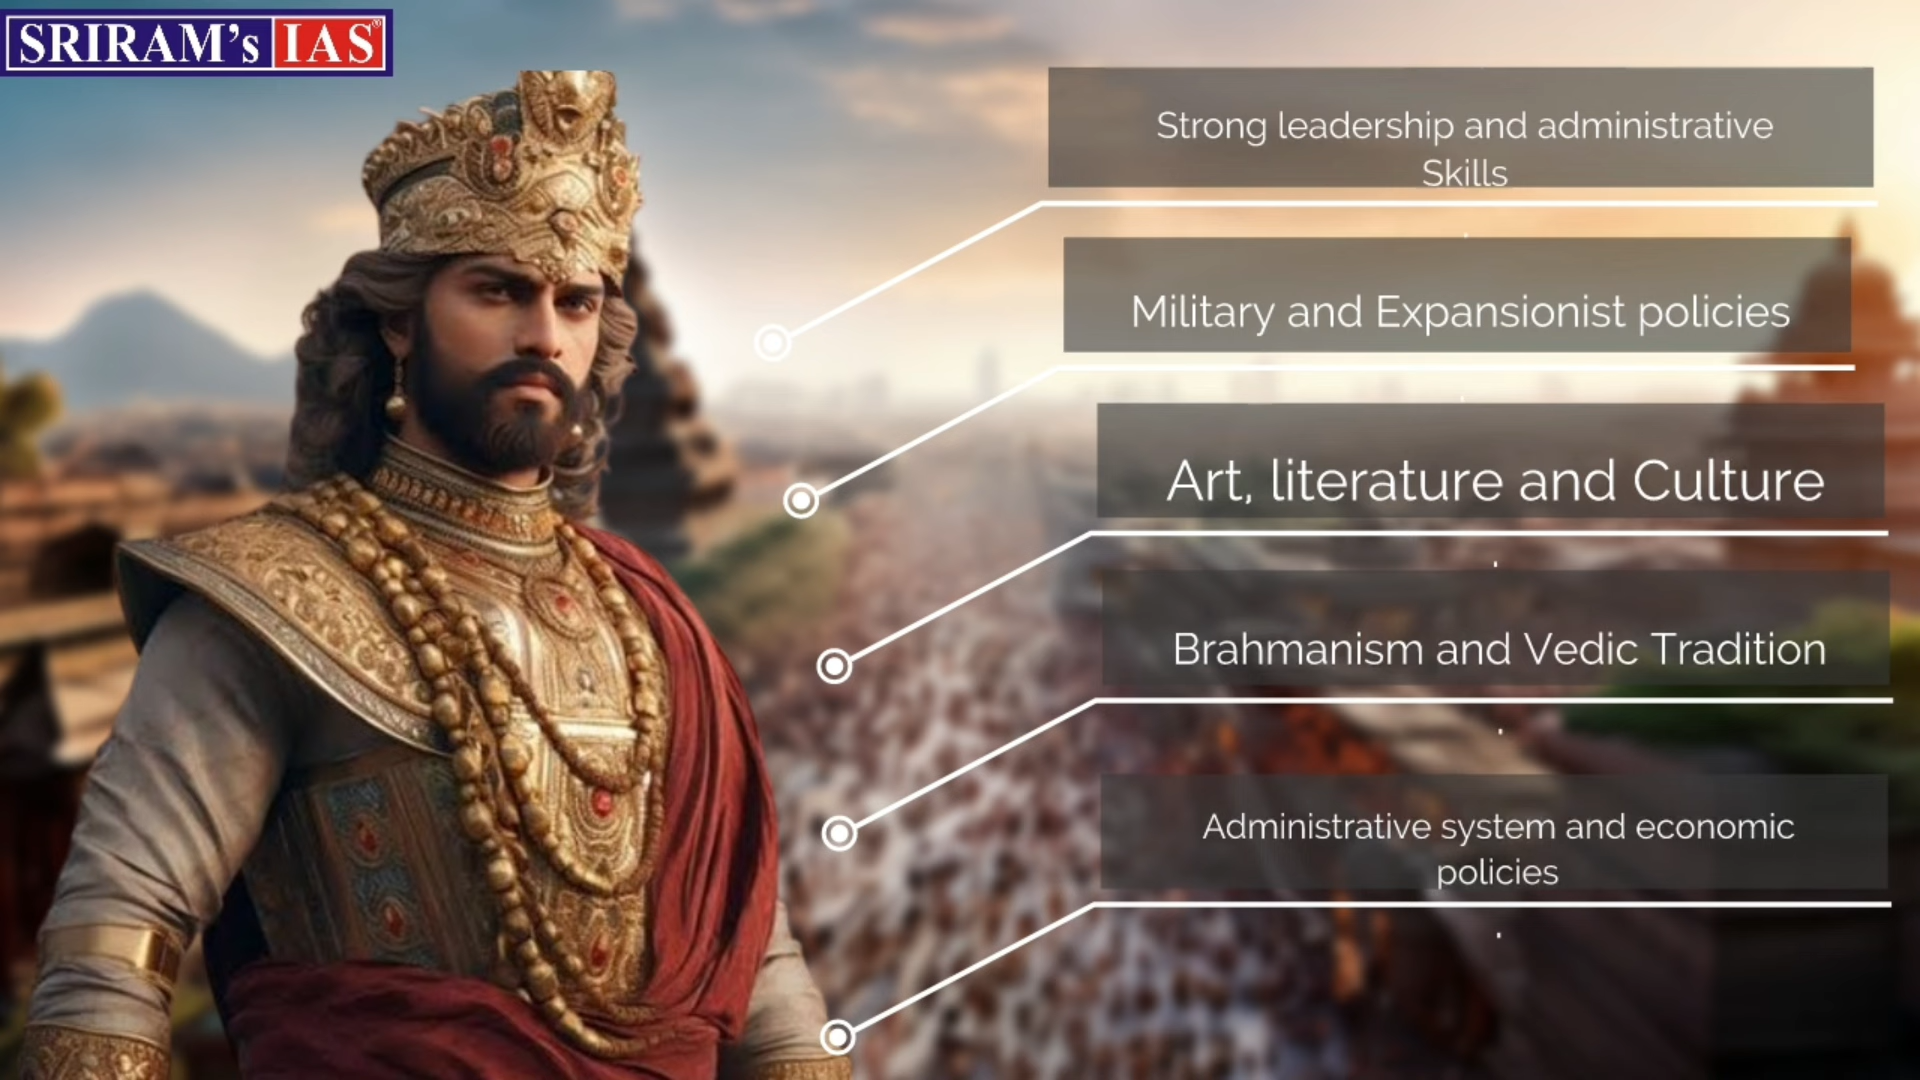 SRIRAM's IAS®
Strong leadership and administrative
Skills
Military and Expansionist policies
Art, literature and Culture
Brahmanism and Vedic Tradition
Administrative system and economic
policies